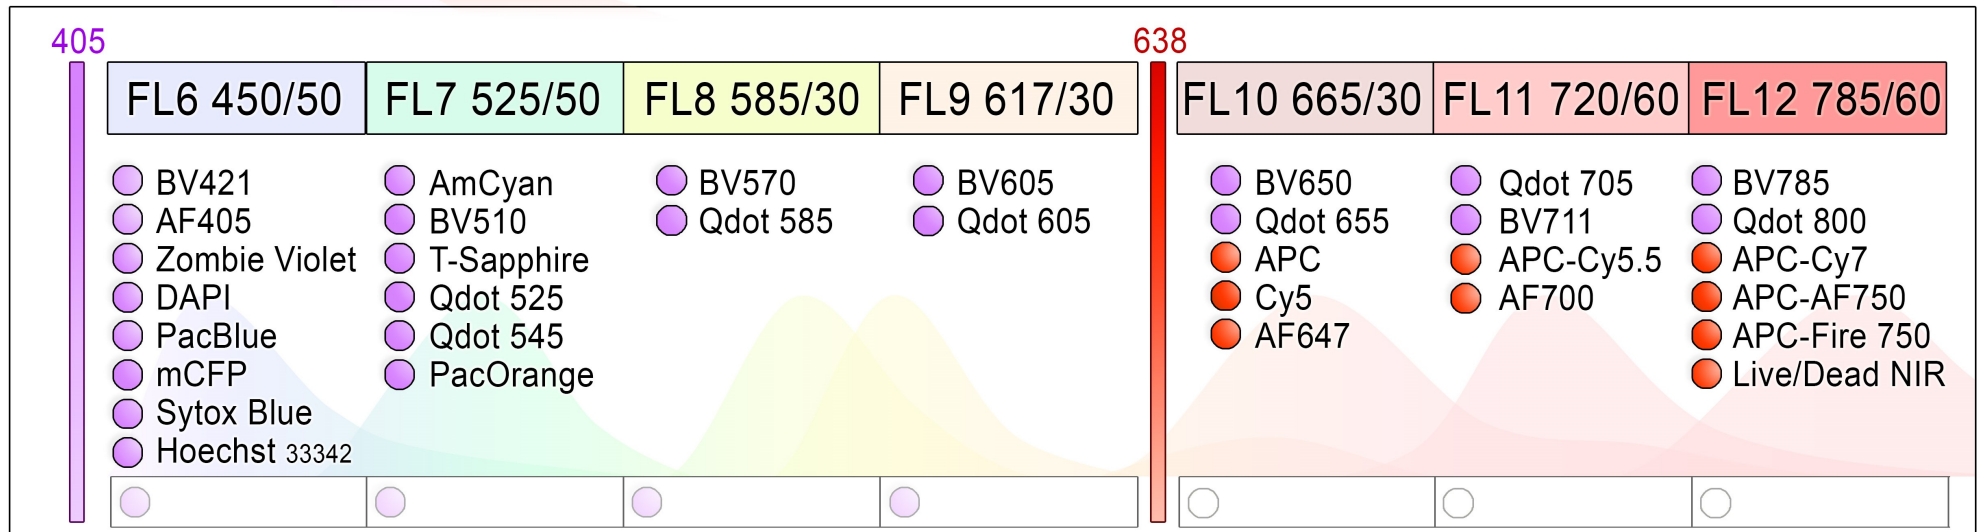 405
638
FL6 450/50
FL7 525/50
FL8 585/30
FL9 617/30
FL10 665/30
FL11 720/60
FL12 785/60
BV421
AF405
Zombie Violet
DAPI
PacBlue
mCFP
Sytox Blue
Hoechst 33342
AmCyan
BV510
T-Sapphire
Qdot 525
Qdot 545
PacOrange
BV570
Qdot 585
BV605
Qdot 605
BV650
Qdot 655
APC
Cy5
AF647
Qdot 705
BV711
APC-Cy5.5
AF700
BV785
Qdot 800
APC-Cy7
APC-AF750
APC-Fire 750
Live/Dead NIR